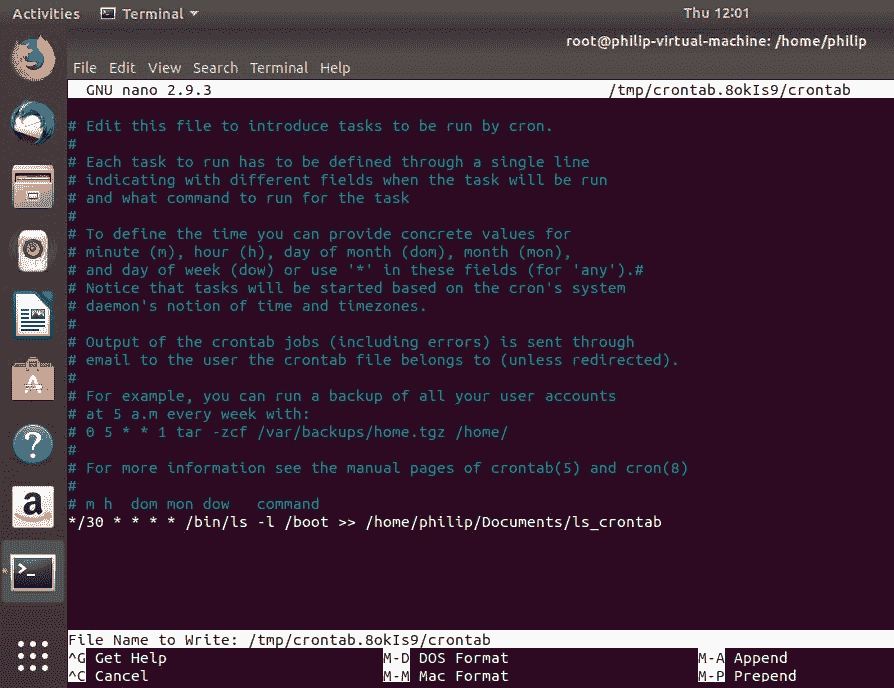 Activities Terminal Thu 12:01
root@philip-virtual-machine: /home/philip
File Edit View Search Terminal Help
GNU nano 2.9.3 /tmp/crontab.8okIs9/crontab
# Edit this file to introduce tasks to be run by cron.
#
# Each task to run has to be defined through a single line
# indicating with different fields when the task will be run
# and what command to run for the task
#
# To define the time you can provide concrete values for
# minute (m), hour (h), day of month (dom), month (mon),
# and day of week (dow) or use '*' in these fields (for 'any').#
# Notice that tasks will be started based on the cron's system
# daemon's notion of time and timezones.
#
# Output of the crontab jobs (including errors) is sent through
# email to the user the crontab file belongs to (unless redirected).
#
# For example, you can run a backup of all your user accounts
# at 5 a.m every week with:
# 0 5 * * 1 tar -zcf /var/backups/home.tgz /home/
#
# For more information see the manual pages of crontab(5) and cron(8)
#
# m h  dom mon dow   command
*/30 * * * * /bin/ls -l /boot >> /home/philip/Documents/ls_crontab
File Name to Write: /tmp/crontab.8okIs9/crontab
^G Get Help M-D DOS Format M-A Append
^C Cancel M-M Mac Format M-P Prepend